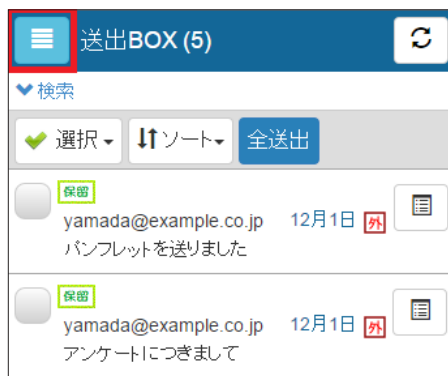 送出BOX (5)
検索
選択 ソート 全送出
保留
yamada@example.co.jp 12月1日 外
パンフレットを送りました
保留
yamada@example.co.jp 12月1日 外
アンケートにつきまして